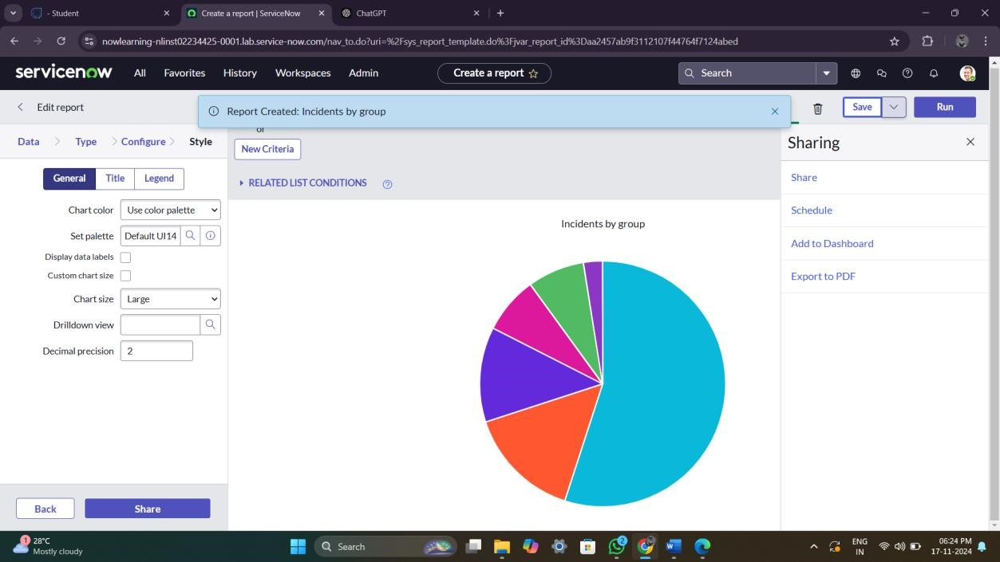 - Student
Create a report | ServiceNow
ChatGPT
nowlearning-nlinst02234425-0001.lab.service-now.com/nav_to.do?uri=%2Fsys_report_template.do%3Fjvar_report_id%3Daa2457ab9f3112107f44764f7124abed
servicenow
All
Favorites
History
Workspaces
Admin
Create a report
Search
Edit report
Report Created: Incidents by group
Save
Run
Data
Type
Configure
Style
or
New Criteria
RELATED LIST CONDITIONS
Sharing
Share
Schedule
Add to Dashboard
Export to PDF
General
Title
Legend
Chart color
Use color palette
Set palette
Default UI14
Display data labels
Custom chart size
Chart size
Large
Drilldown view
Decimal precision
2
Incidents by group
Back
Share
1
28°C
Mostly cloudy
Search
2
ENG
IN
06:24 PM
17-11-2024